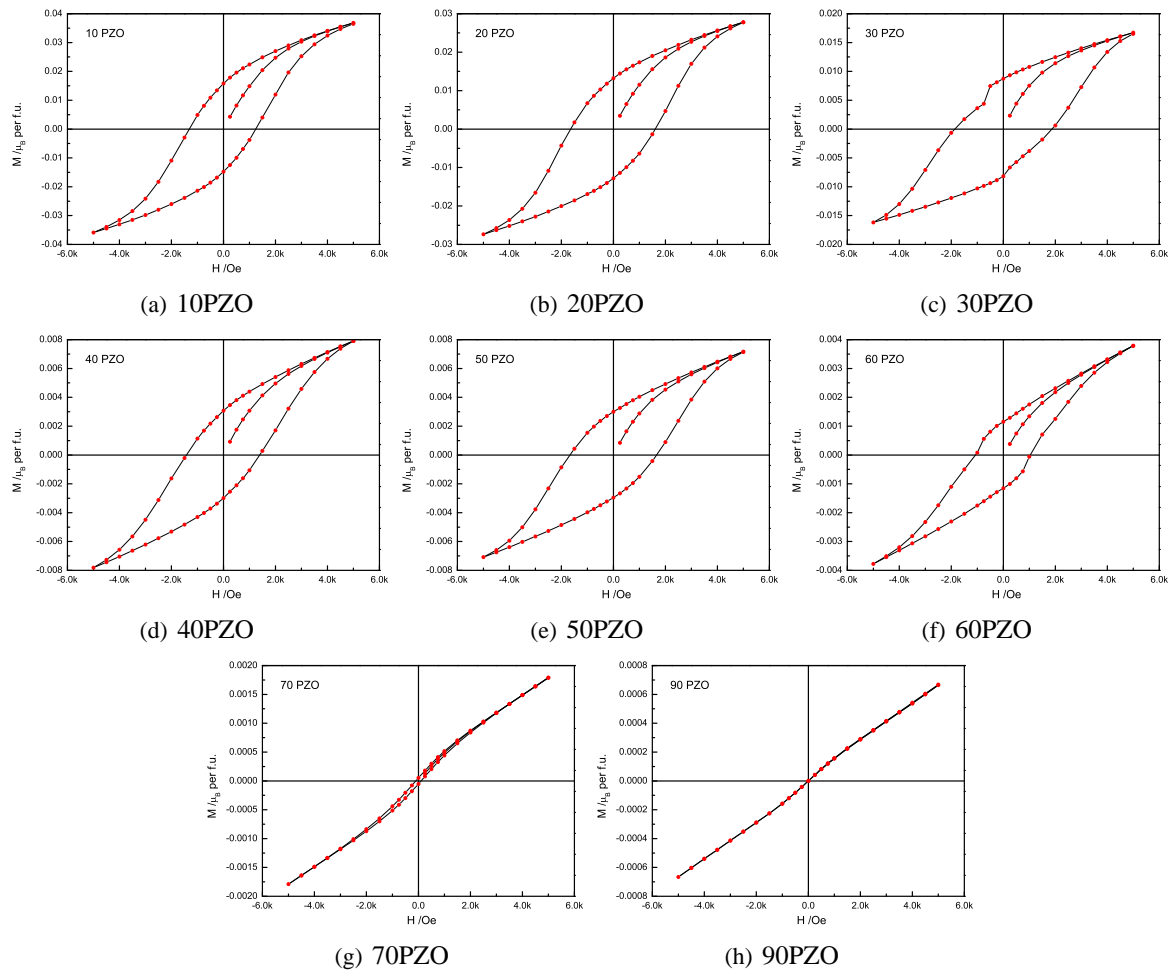 10 PZO
0.04
0.03
0.02
0.01
0.00
-0.01
-0.02
-0.03
-0.04
M /μB per f.u.
-6.0k -4.0k -2.0k 0.0 2.0k 4.0k 6.0k
H /Oe
(a) 10PZO
20 PZO
0.03
0.02
0.01
0.00
-0.01
-0.02
-0.03
M /μB per f.u.
-6.0k -4.0k -2.0k 0.0 2.0k 4.0k 6.0k
H /Oe
(b) 20PZO
30 PZO
0.020
0.015
0.010
0.005
0.000
-0.005
-0.010
-0.015
-0.020
M /μB per f.u.
-6.0k -4.0k -2.0k 0.0 2.0k 4.0k 6.0k
H /Oe
(c) 30PZO
40 PZO
0.008
0.006
0.004
0.002
0.000
-0.002
-0.004
-0.006
-0.008
M /μB per f.u.
-6.0k -4.0k -2.0k 0.0 2.0k 4.0k 6.0k
H /Oe
(d) 40PZO
50 PZO
0.008
0.006
0.004
0.002
0.000
-0.002
-0.004
-0.006
-0.008
M /μB per f.u.
-6.0k -4.0k -2.0k 0.0 2.0k 4.0k 6.0k
H /Oe
(e) 50PZO
60 PZO
0.004
0.003
0.002
0.001
0.000
-0.001
-0.002
-0.003
-0.004
M /μB per f.u.
-6.0k -4.0k -2.0k 0.0 2.0k 4.0k 6.0k
H /Oe
(f) 60PZO
70 PZO
0.0020
0.0015
0.0010
0.0005
0.0000
-0.0005
-0.0010
-0.0015
-0.0020
M /μB per f.u.
-6.0k -4.0k -2.0k 0.0 2.0k 4.0k 6.0k
H /Oe
(g) 70PZO
90 PZO
0.0008
0.0006
0.0004
0.0002
0.0000
-0.0002
-0.0004
-0.0006
-0.0008
M /μB per f.u.
-6.0k -4.0k -2.0k 0.0 2.0k 4.0k 6.0k
H /Oe
(h) 90PZO